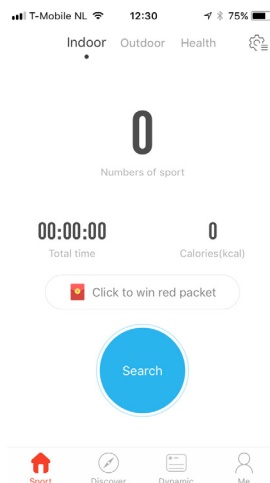 T-Mobile NL 12:30 75%
Indoor Outdoor Health
0
Numbers of sport
00:00:00 0
Total time Calories(kcal)
Click to win red packet
Search
Sport Discover Dynamic Me